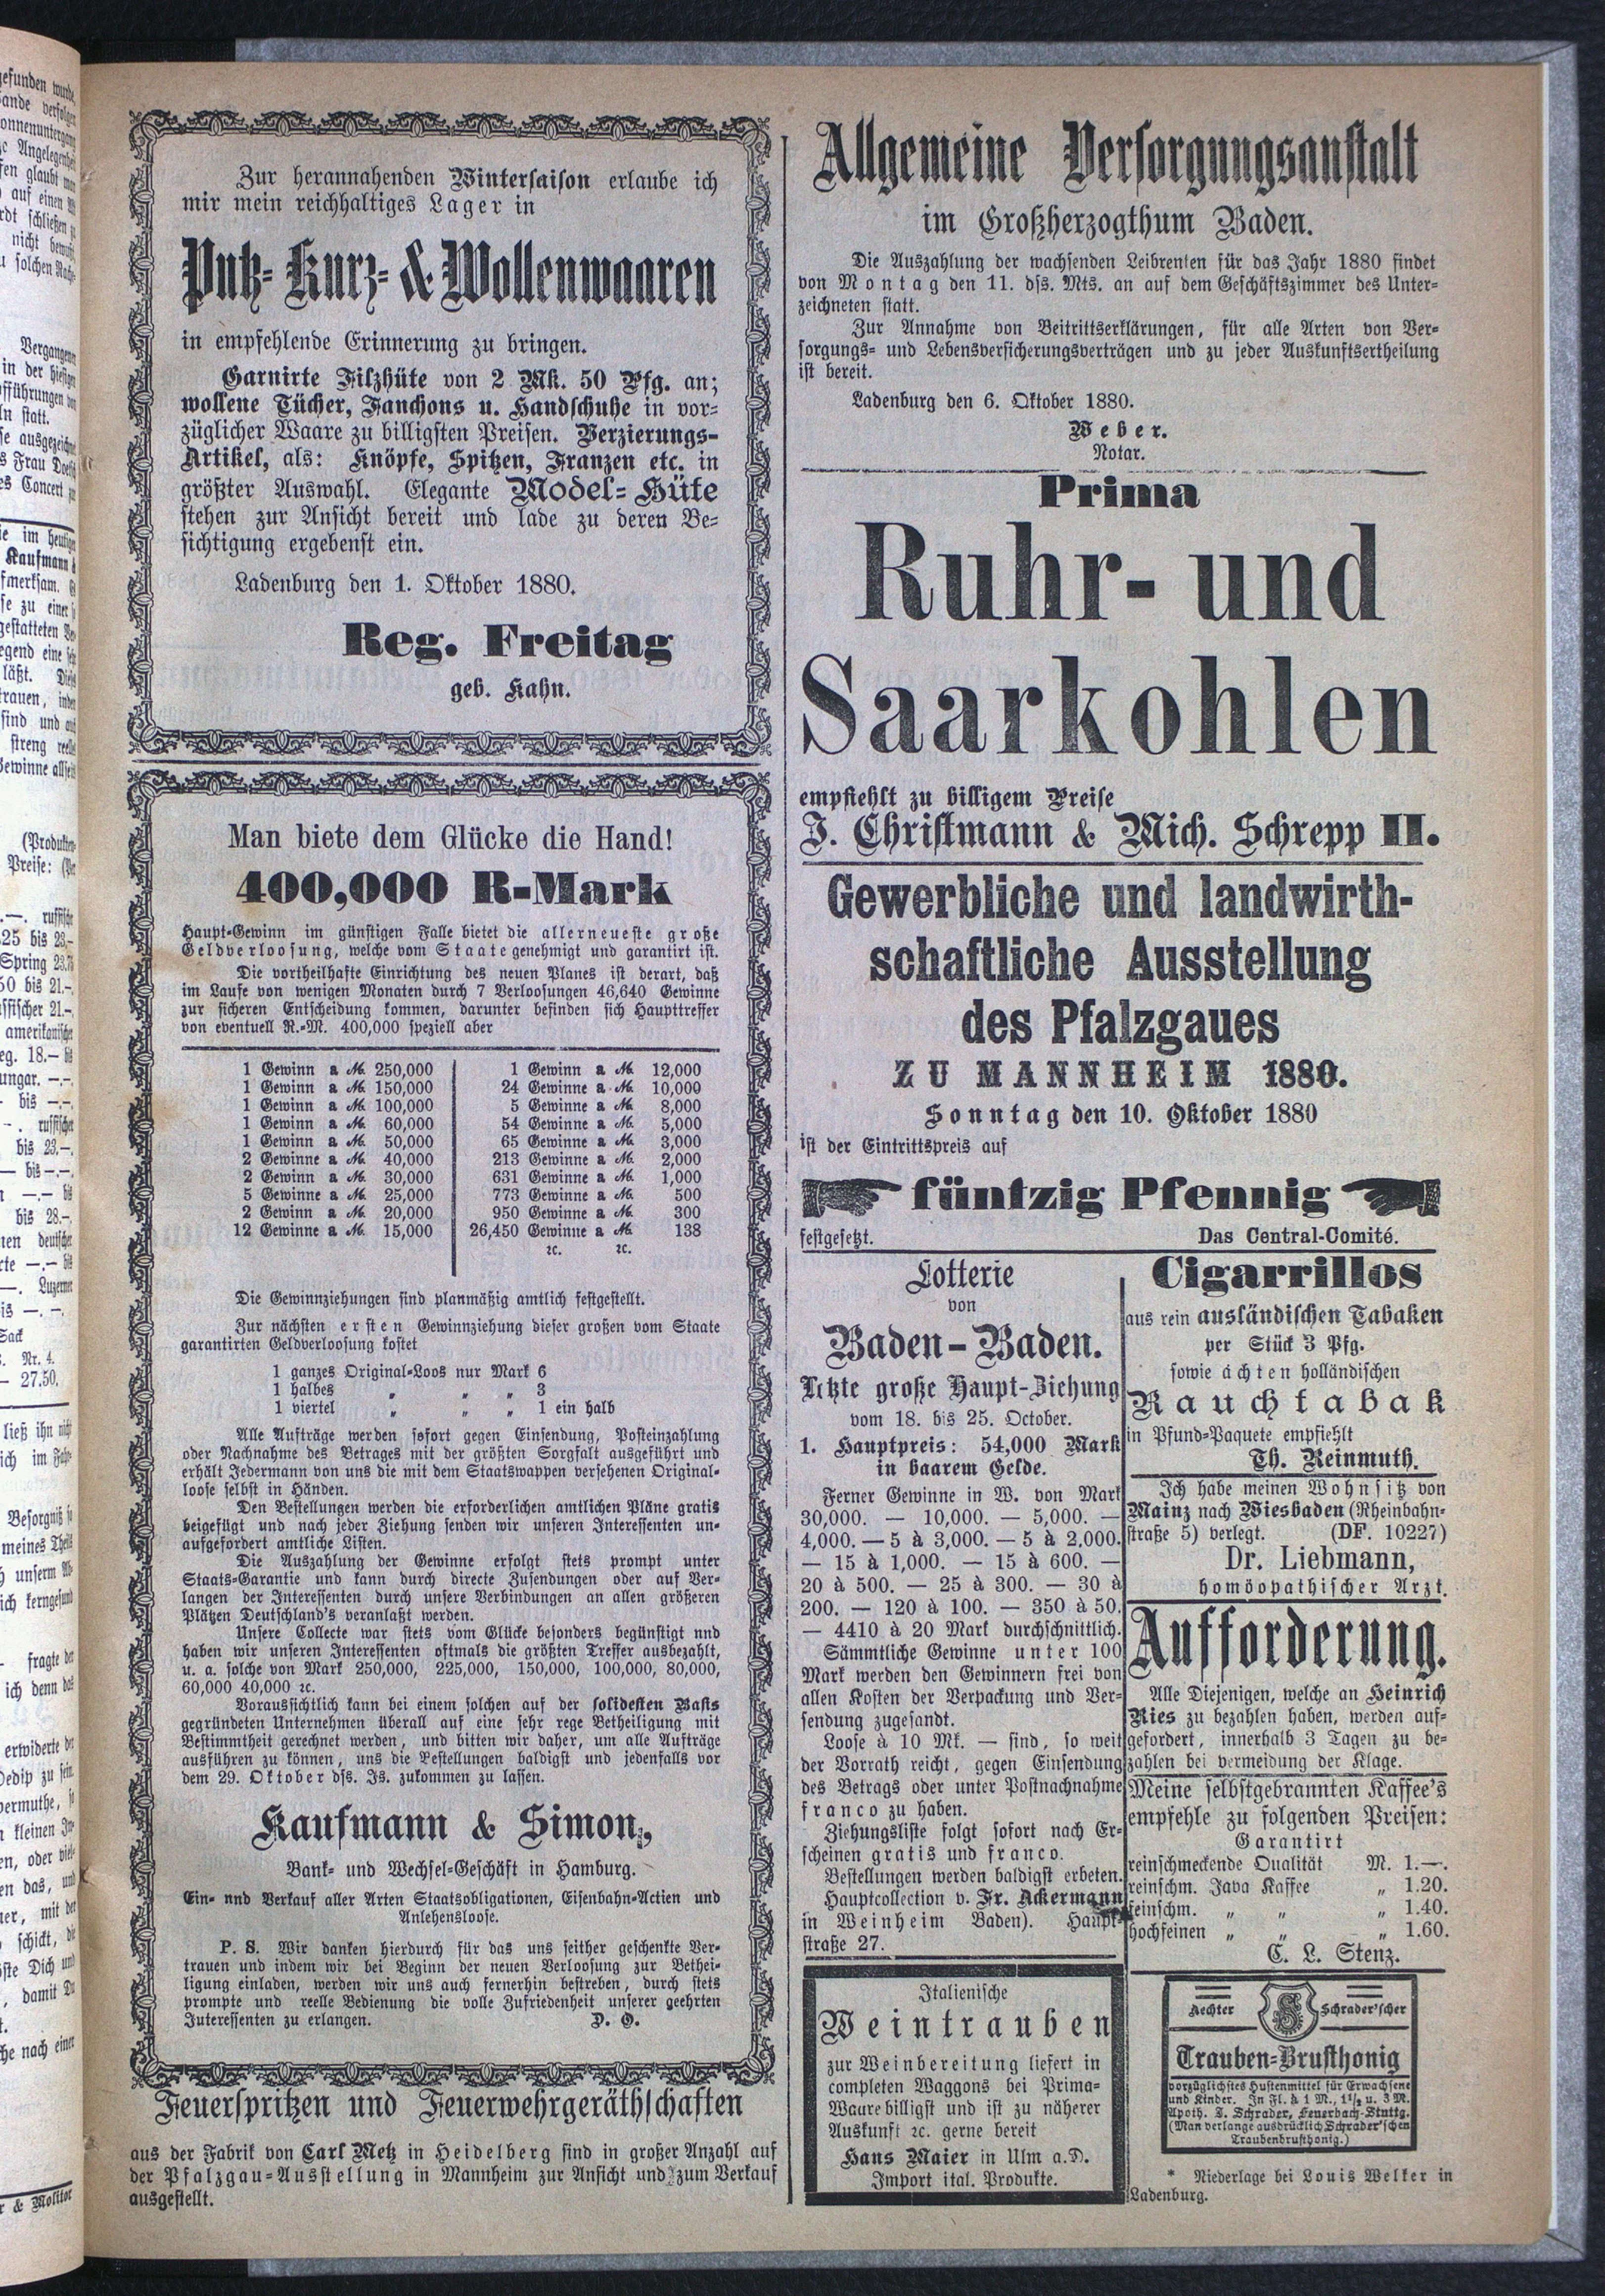 Zur herannahenden Wintersaison erlaube ich
mir mein reichhaltiges Lager in
Putz- Kurz- & Wollenwaaren
in empfehlende Erinnerung zu bringen.
Garnirte Filzhüte von 2 Mk. 50 Pfg. an;
wollene Tücher, Fanchons u. Handschuhe in vor-
züglicher Waare zu billigsten Preisen. Verzierungs-
Artikel, als: Knöpfe, Spitzen, Franzen etc. in
größter Auswahl. Elegante Model-Hüte
stehen zur Ansicht bereit und lade zu deren Be-
sichtigung ergebenst ein.
Ladenburg den 1. Oktober 1880.
Reg. Freitag
geb. Kahn.
Man biete dem Glücke die Hand!
400,000 R-Mark
Haupt-Gewinn im günstigen Falle bietet die allerneueste große
Geldverloosung, welche vom Staate genehmigt und garantirt ist.
Die vortheilhafte Einrichtung des neuen Planes ist derart, daß
im Laufe von wenigen Monaten durch 7 Verloosungen 46,640 Gewinne
zur sicheren Entscheidung kommen, darunter befinden sich Haupttreffer
von eventuell R.-M. 400,000 speziell aber
1 Gewinn a M. 250,000
1 Gewinn a M. 150,000
1 Gewinn a M. 100,000
1 Gewinn a M. 60,000
1 Gewinn a M. 50,000
2 Gewinne a M. 40,000
2 Gewinne a M. 30,000
5 Gewinne a M. 25,000
2 Gewinne a M. 20,000
12 Gewinne a M. 15,000
1 Gewinn a M. 12,000
24 Gewinne a M. 10,000
5 Gewinne a M. 8,000
54 Gewinne a M. 5,000
65 Gewinne a M. 3,000
213 Gewinne a M. 2,000
631 Gewinne a M. 1,000
773 Gewinne a M. 500
950 Gewinne a M. 300
26,450 Gewinne a M. 138
ꝛc. ꝛc.
Die Gewinnziehungen sind planmäßig amtlich festgestellt.
Zur nächsten ersten Gewinnziehung dieser großen vom Staate
garantirten Geldverloosung kostet
1 ganzes Original-Loos nur Mark 6
1 halbes „ „ „ 3
1 viertel „ „ „ 1 ein halb
Alle Aufträge werden sofort gegen Einsendung, Posteinzahlung
oder Nachnahme des Betrages mit der größten Sorgfalt ausgeführt und
erhält Jedermann von uns die mit dem Staatswappen versehenen Original-
loose selbst in Händen.
Den Bestellungen werden die erforderlichen amtlichen Pläne gratis
beigefügt und nach jeder Ziehung senden wir unseren Interessenten un-
aufgefordert amtliche Listen.
Die Auszahlung der Gewinne erfolgt stets prompt unter
Staats-Garantie und kann durch directe Zusendungen oder auf Ver-
langen der Interessenten durch unsere Verbindungen an allen größeren
Plätzen Deutschland's veranlaßt werden.
Unsere Collecte war stets vom Glücke besonders begünstigt nnd
haben wir unseren Interessenten oftmals die größten Treffer ausbezahlt,
u. a. solche von Mark 250,000, 225,000, 150,000, 100,000, 80,000,
60,000 40,000 ꝛc.
Voraussichtlich kann bei einem solchen auf der solidesten Basis
gegründeten Unternehmen überall auf eine sehr rege Betheiligung mit
Bestimmtheit gerechnet werden, und bitten wir daher, um alle Aufträge
ausführen zu können, uns die Bestellungen baldigst und jedenfalls vor
dem 29. Oktober dss. Js. zukommen zu lassen.
Kaufmann & Simon,
Bank- und Wechsel-Geschäft in Hamburg.
Ein- nnd Verkauf aller Arten Staatsobligationen, Eisenbahn-Actien und
Anlehensloose.
P. S. Wir danken hierdurch für das uns seither geschenkte Ver-
trauen und indem wir bei Beginn der neuen Verloosung zur Bethei-
ligung einladen, werden wir uns auch fernerhin bestreben, durch stets
prompte und reelle Bedienung die volle Zufriedenheit unserer geehrten
Interessenten zu erlangen. D. O.
Feuerspritzen und Feuerwehrgeräthschaften
aus der Fabrik von Carl Metz in Heidelberg sind in großer Anzahl auf
der Pfalzgau-Ausstellung in Mannheim zur Ansicht und zum Verkauf
ausgestellt.
Allgemeine Versorgungsanstalt
im Großherzogthum Baden.
Die Auszahlung der wachsenden Leibrenten für das Jahr 1880 findet
von Montag den 11. dss. Mts. an auf dem Geschäftszimmer des Unter-
zeichneten statt.
Zur Annahme von Beitrittserklärungen, für alle Arten von Ver-
sorgungs- und Lebensversicherungsverträgen und zu jeder Auskunftsertheilung
ist bereit.
Ladenburg den 6. Oktober 1880.
Weber.
Notar.
Prima
Ruhr- und
Saarkohlen
empfiehlt zu billigem Preise
J. Christmann & Mich. Schrepp II.
Gewerbliche und landwirth-
schaftliche Ausstellung
des Pfalzgaues
ZU MANNHEIM 1880.
Sonntag den 10. Oktober 1880
ist der Eintrittspreis auf
fünfzig Pfennig
festgesetzt. Das Central-Comité.
Lotterie
von
Baden-Baden.
Letzte große Haupt-Ziehung
vom 18. bis 25. October.
1. Hauptpreis: 54,000 Mark
in baarem Gelde.
Ferner Gewinne in W. von Mark
30,000. — 10,000. — 5,000. —
4,000. — 5 à 3,000. — 5 à 2,000.
— 15 à 1,000. — 15 à 600. —
20 à 500. — 25 à 300. — 30 à
200. — 120 à 100. — 350 à 50.
— 4410 à 20 Mark durchschnittlich.
Sämmtliche Gewinne unter 100
Mark werden den Gewinnern frei von
allen Kosten der Verpackung und Ver-
sendung zugesandt.
Loose à 10 Mk. — sind, so weit
der Vorrath reicht, gegen Einsendung
des Betrags oder unter Postnachnahme
franco zu haben.
Ziehungsliste folgt sofort nach Er-
scheinen gratis und franco.
Bestellungen werden baldigst erbeten.
Hauptcollection v. Fr. Ackermann
in Weinheim Baden). Haupt-
straße 27.
Italienische
Weintrauben
zur Weinbereitung liefert in
completen Waggons bei Prima-
Waure billigst und ist zu näherer
Auskunft ꝛc. gerne bereit
Hans Maier in Ulm a.D.
Import ital. Produkte.
Cigarrillos
aus rein ausländischen Tabaken
per Stück 3 Pfg.
sowie ächten holländischen
Rauchtabak
in Pfund-Paquete empfiehlt
Th. Reinmuth.
Ich habe meinen Wohnsitz von
Mainz nach Wiesbaden (Rheinbahn-
straße 5) verlegt. (DF. 10227)
Dr. Liebmann,
homöopathischer Arzt.
Aufforderung.
Alle Diejenigen, welche an Heinrich
Ries zu bezahlen haben, werden auf-
gefordert, innerhalb 3 Tagen zu be-
zahlen bei vermeidung der Klage.
Meine selbstgebrannten Kaffee's
empfehle zu folgenden Preisen:
Garantirt
reinschmeckende Qualität M. 1.—.
reinschm. Java Kaffee „ 1.20.
feinschm. „ „ „ 1.40.
hochfeinen „ „ „ 1.60.
C. L. Stenz.
Aechter Schrader'scher
Trauben-Brusthonig
vorzüglichstes Hustenmittel für Erwachsene
und Kinder. In Fl. à 1 M., 1½ u. 3 M.
Apoth. J. Schrader, Feuerbach-Stuttg.
(Man verlange ausdrücklich Schrader'schen
Traubenbrusthonig.)
* Niederlage bei Louis Welker in
Ladenburg.